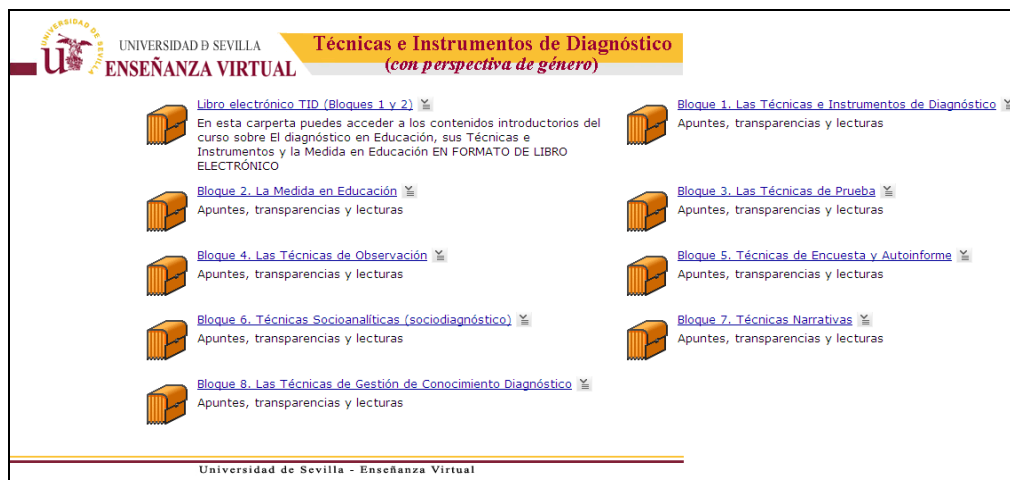 UNIVERSIDAD DE SEVILLA
UNIVERSIDAD Ð SEVILLA
ENSEÑANZA VIRTUAL
Técnicas e Instrumentos de Diagnóstico
(con perspectiva de género)
Libro electrónico TID (Bloques 1 y 2)
En esta carperta puedes acceder a los contenidos introductorios del
curso sobre El diagnóstico en Educación, sus Técnicas e
Instrumentos y la Medida en Educación EN FORMATO DE LIBRO
ELECTRÓNICO
Bloque 1. Las Técnicas e Instrumentos de Diagnóstico
Apuntes, transparencias y lecturas
Bloque 2. La Medida en Educación
Apuntes, transparencias y lecturas
Bloque 3. Las Técnicas de Prueba
Apuntes, transparencias y lecturas
Bloque 4. Las Técnicas de Observación
Apuntes, transparencias y lecturas
Bloque 5. Técnicas de Encuesta y Autoinforme
Apuntes, transparencias y lecturas
Bloque 6. Técnicas Socioanalíticas (sociodiagnóstico)
Apuntes, transparencias y lecturas
Bloque 7. Técnicas Narrativas
Apuntes, transparencias y lecturas
Bloque 8. Las Técnicas de Gestión de Conocimiento Diagnóstico
Apuntes, transparencias y lecturas
Universidad de Sevilla - Enseñanza Virtual